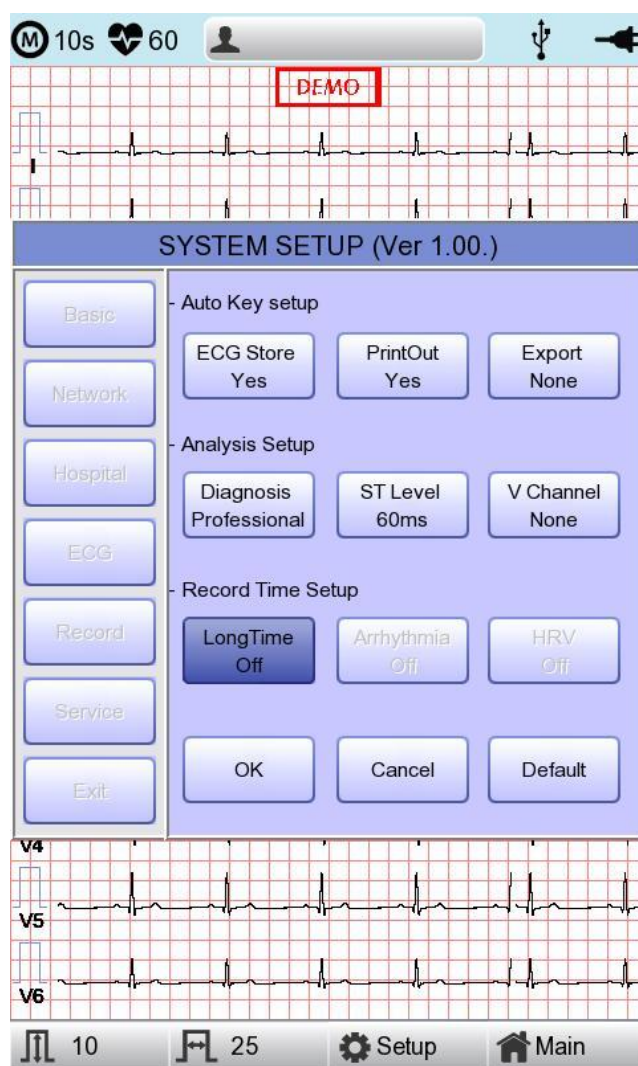 M 10s 60
DEMO
I
SYSTEM SETUP (Ver 1.00.)
Basic
Network
Hospital
ECG
Record
Service
Exit
- Auto Key setup
ECG Store
Yes
PrintOut
Yes
Export
None
- Analysis Setup
Diagnosis
Professional
ST Level
60ms
V Channel
None
- Record Time Setup
LongTime
Off
Arrhythmia
Off
HRV
Off
OK
Cancel
Default
V4
V5
V6
10
25
Setup
Main